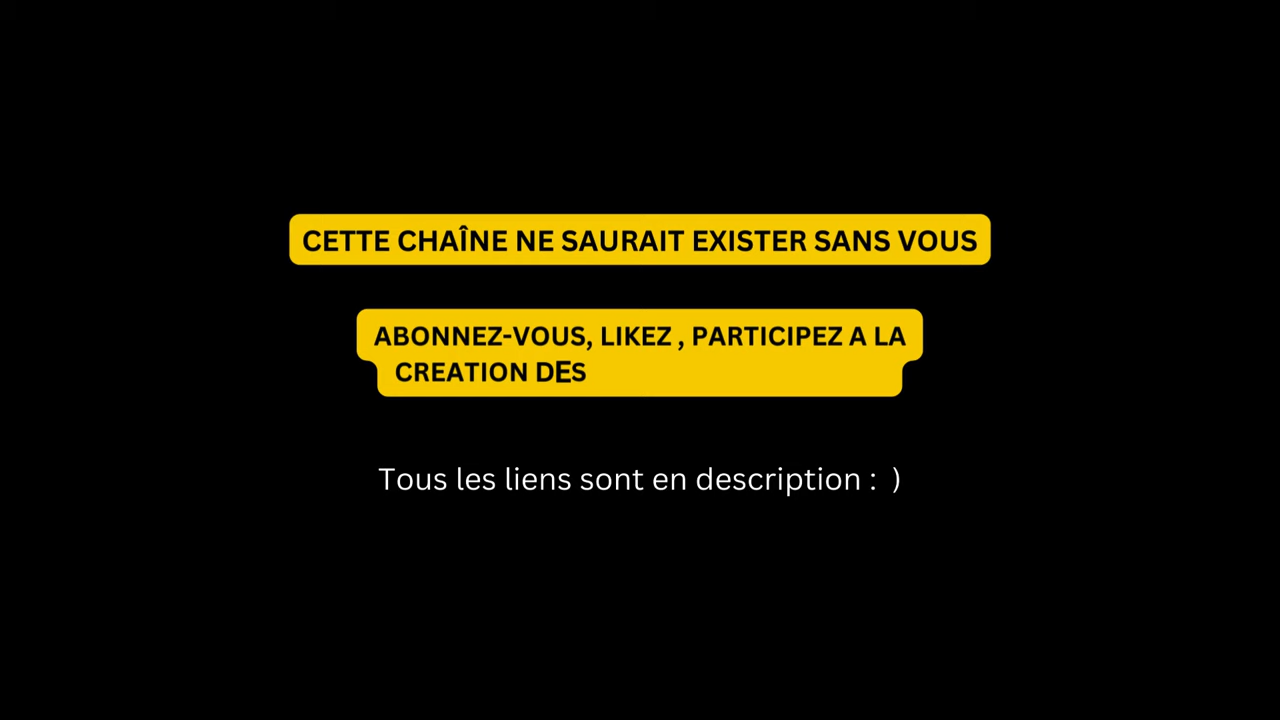 CETTE CHAÎNE NE SAURAIT EXISTER SANS VOUS
ABONNEZ-VOUS, LIKEZ , PARTICIPEZ A LA
CREATION DES
Tous les liens sont en description : )